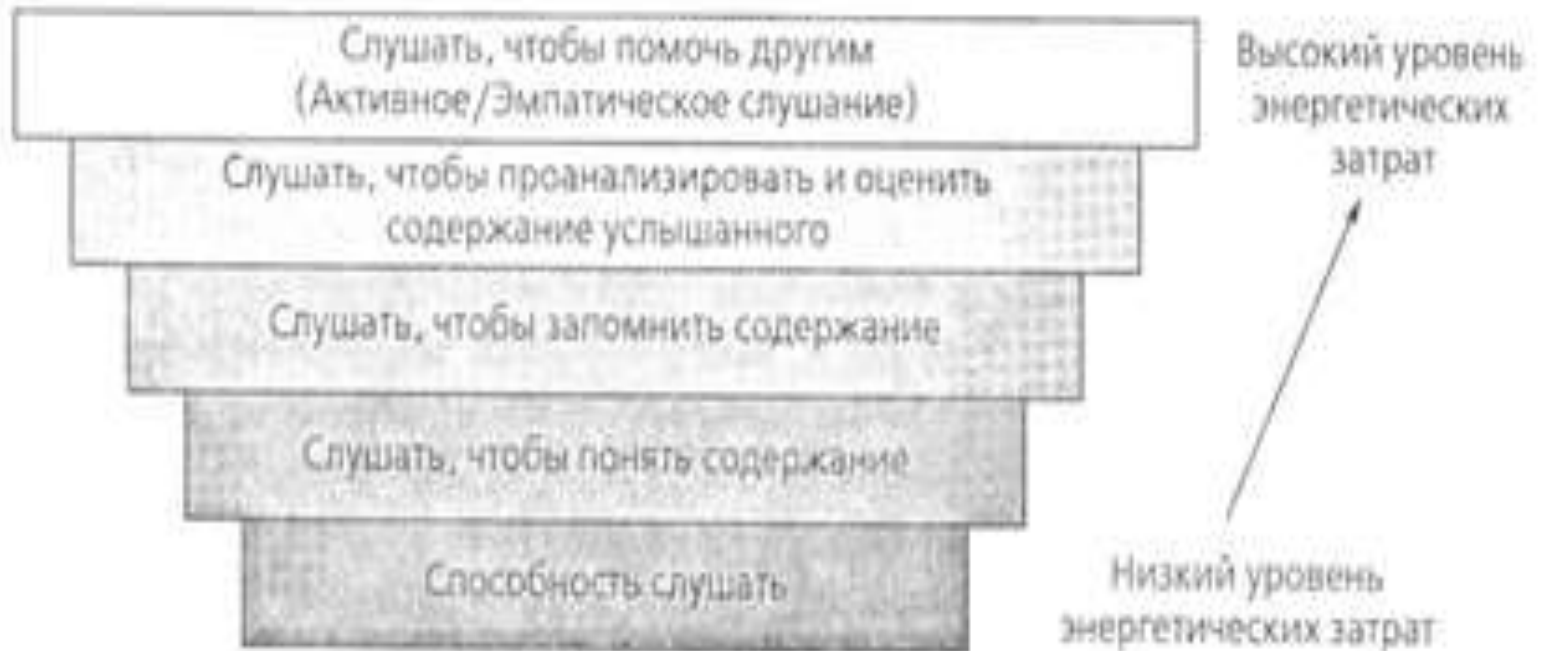 Слушать, чтобы помочь другим
(Активное/Эмпатическое слушание)
Высокий уровень
энергетических
затрат
Слушать, чтобы проанализировать и оценить
содержание услышанного
Слушать, чтобы запомнить содержание
Слушать, чтобы понять содержание
Способность слушать
Низкий уровень
энергетических затрат